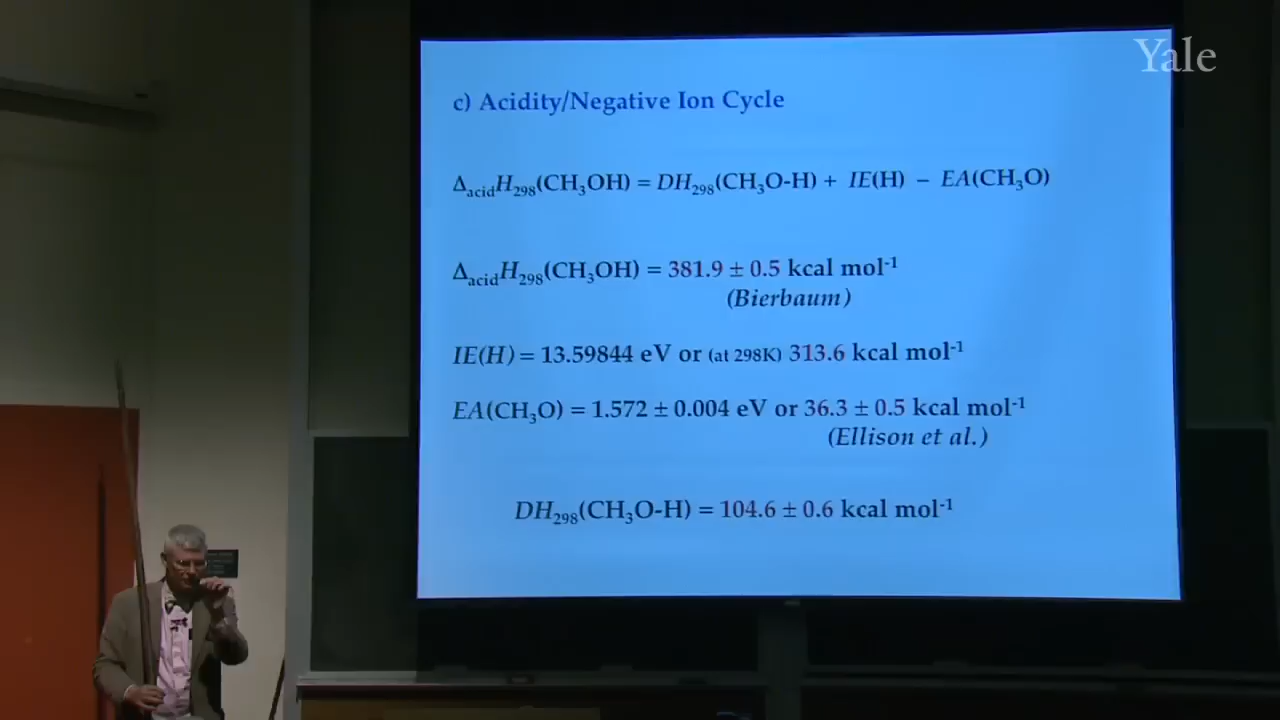 Yale
c) Acidity/Negative Ion Cycle
ΔacidH298(CH3OH) = DH298(CH3O-H) + IE(H) − EA(CH3O)
ΔacidH298(CH3OH) = 381.9 ± 0.5 kcal mol-1
(Bierbaum)
IE(H) = 13.59844 eV or (at 298K) 313.6 kcal mol-1
EA(CH3O) = 1.572 ± 0.004 eV or 36.3 ± 0.5 kcal mol-1
(Ellison et al.)
DH298(CH3O-H) = 104.6 ± 0.6 kcal mol-1